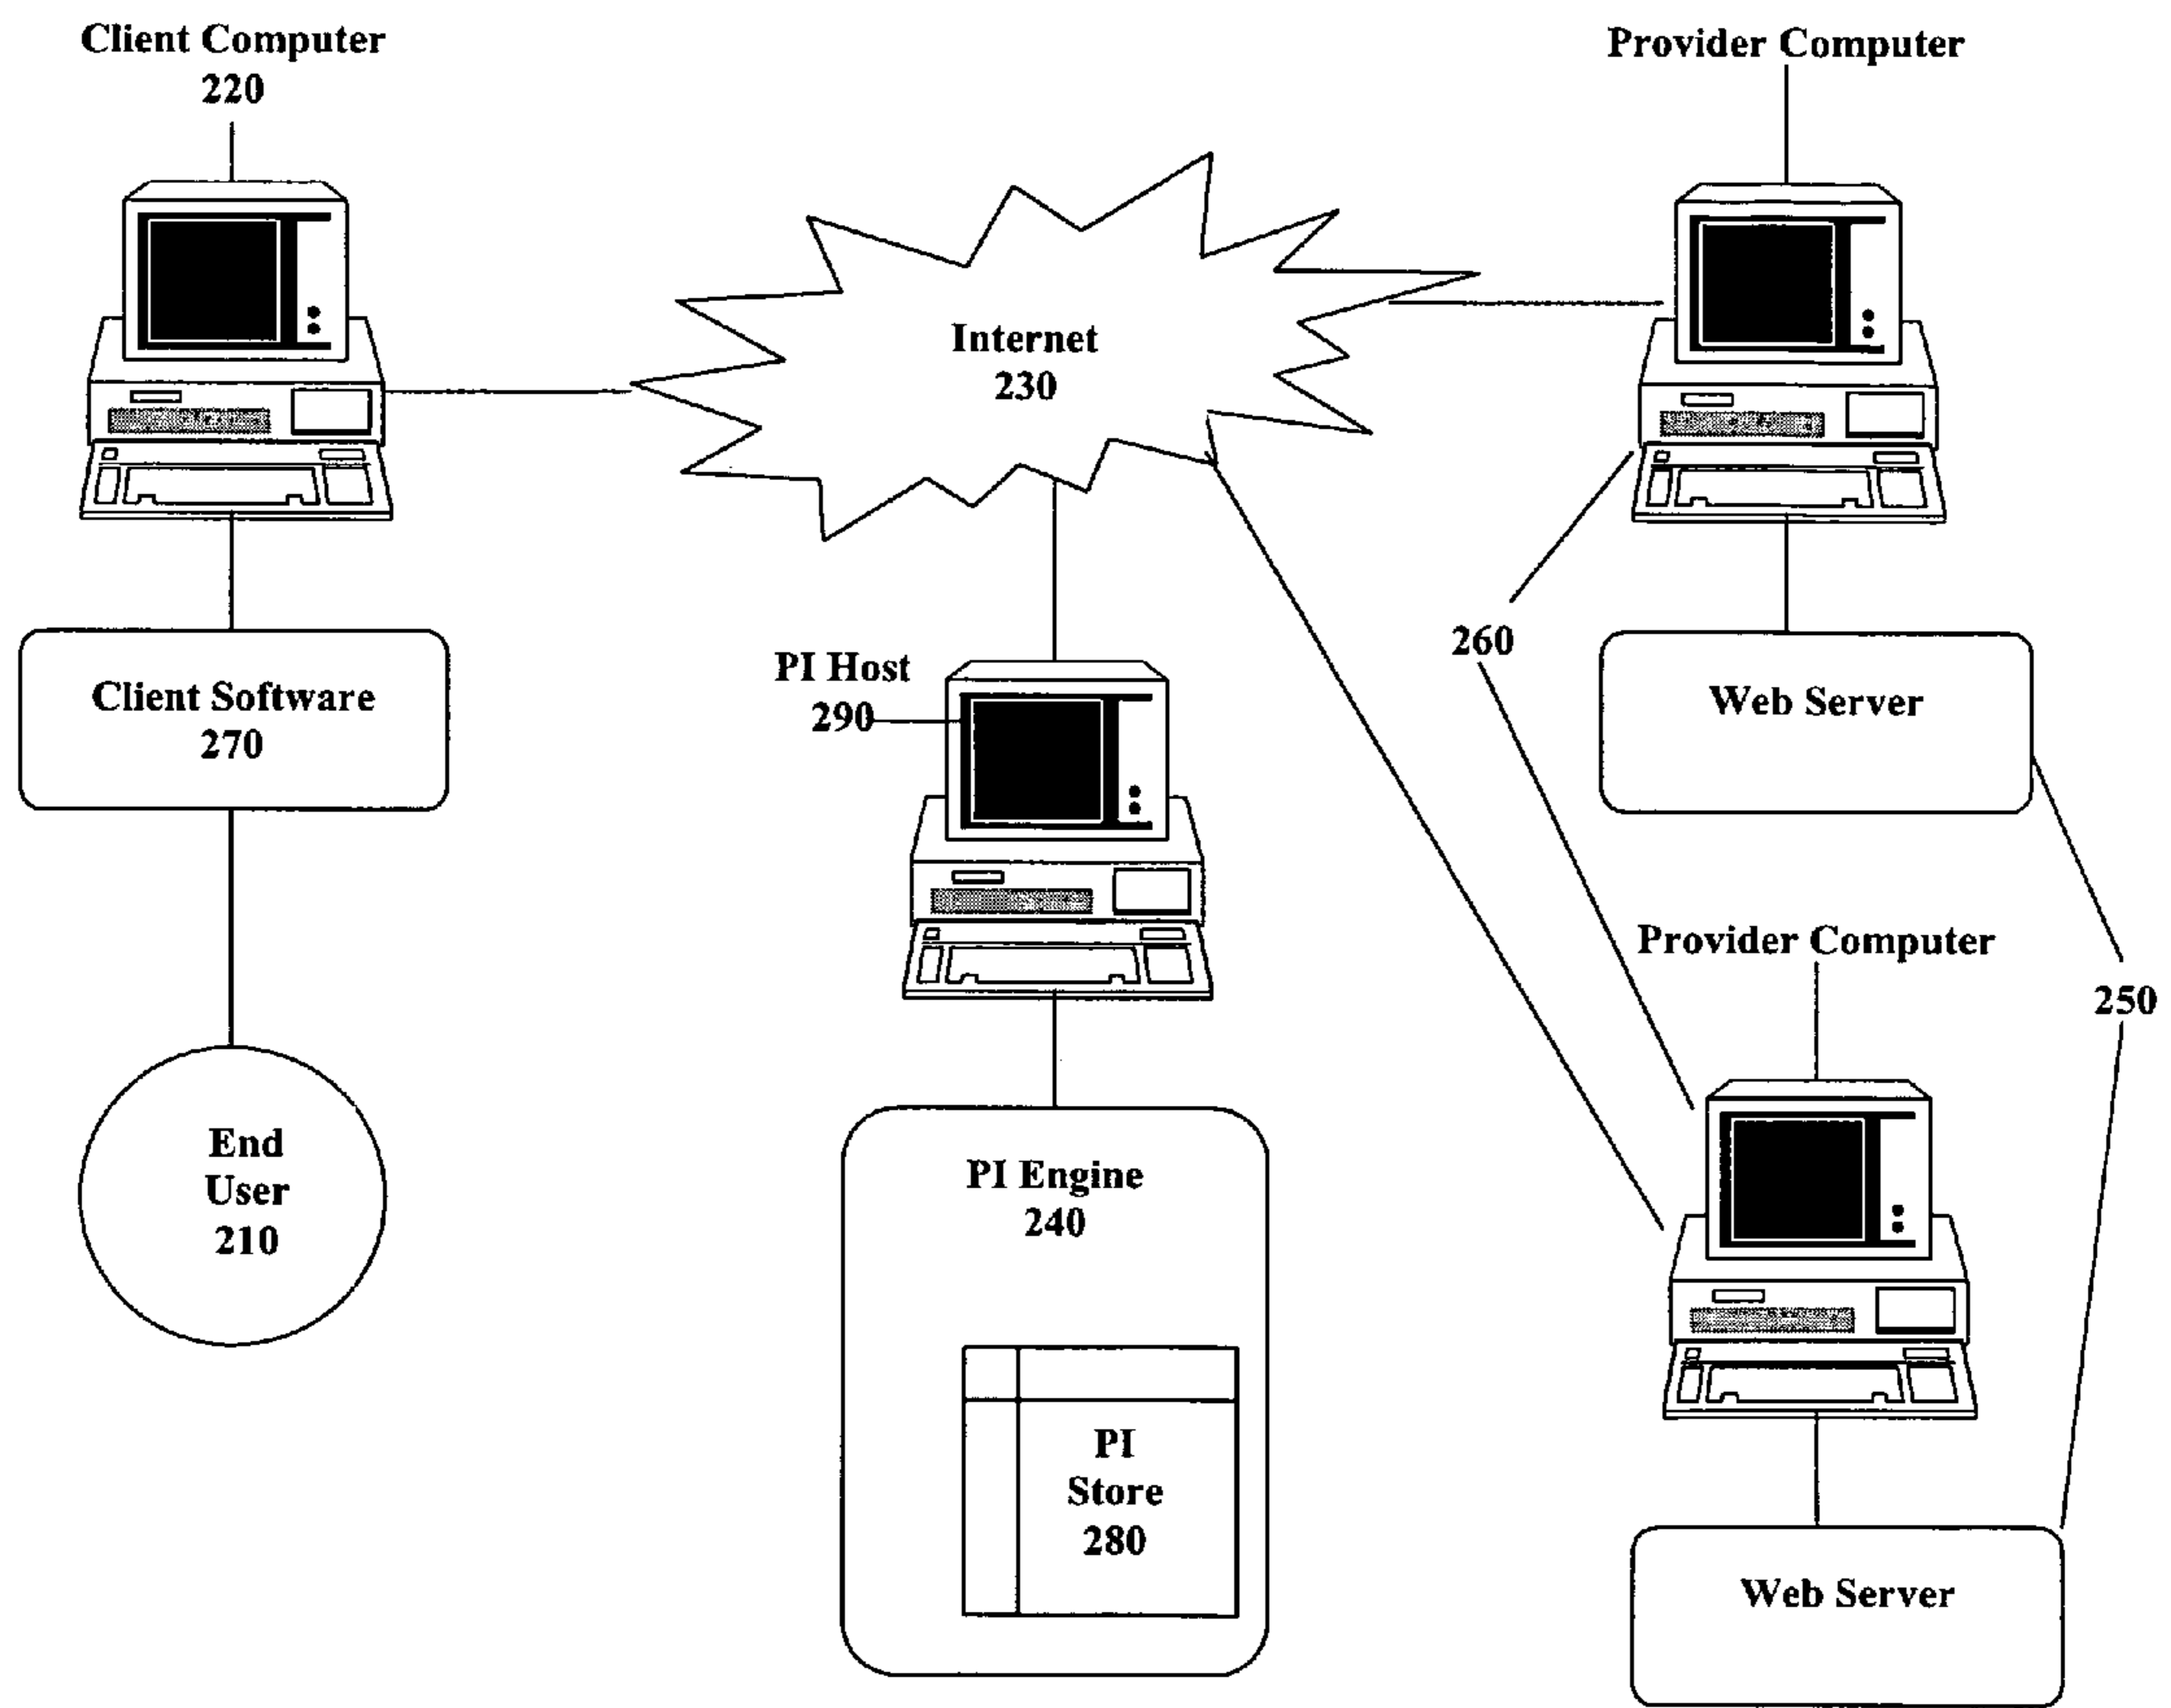 Client Computer
220
Provider Computer
Internet
230
Client Software
270
PI Host
290
260
Web Server
Provider Computer
250
End
User
210
PI Engine
240
PI
Store
280
Web Server